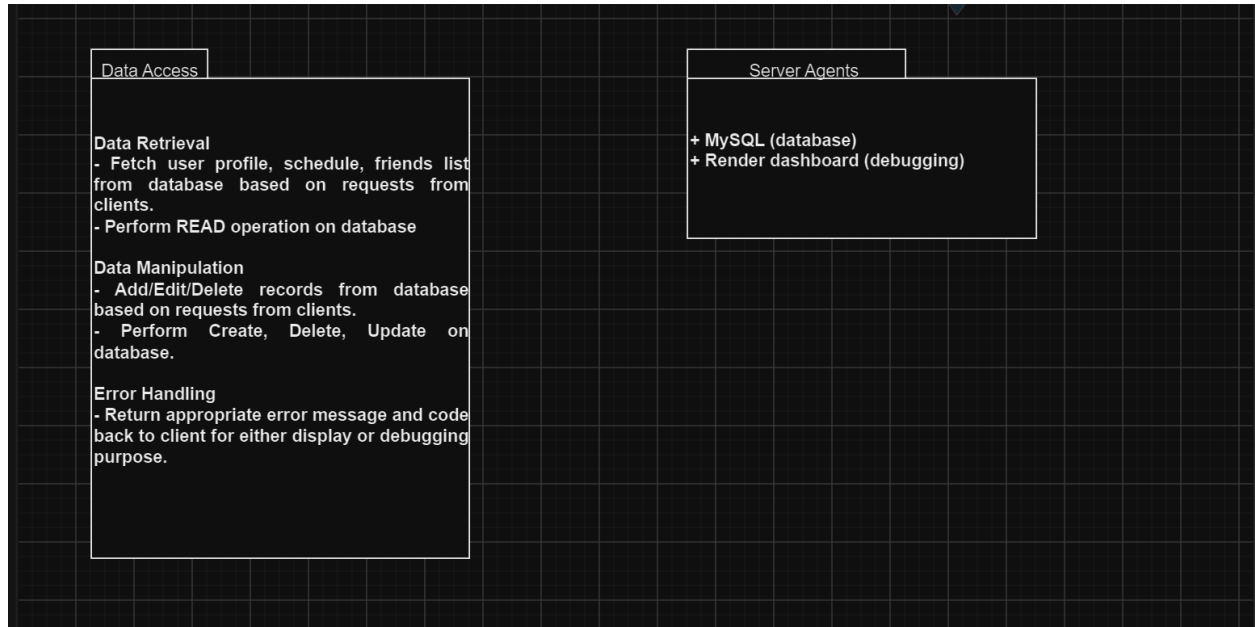 Data Access
Data Retrieval
- Fetch user profile, schedule, friends list
from database based on requests from
clients.
- Perform READ operation on database
Data Manipulation
- Add/Edit/Delete records from database
based on requests from clients.
- Perform Create, Delete, Update on
database.
Error Handling
- Return appropriate error message and code
back to client for either display or debugging
purpose.
Server Agents
+ MySQL (database)
+ Render dashboard (debugging)